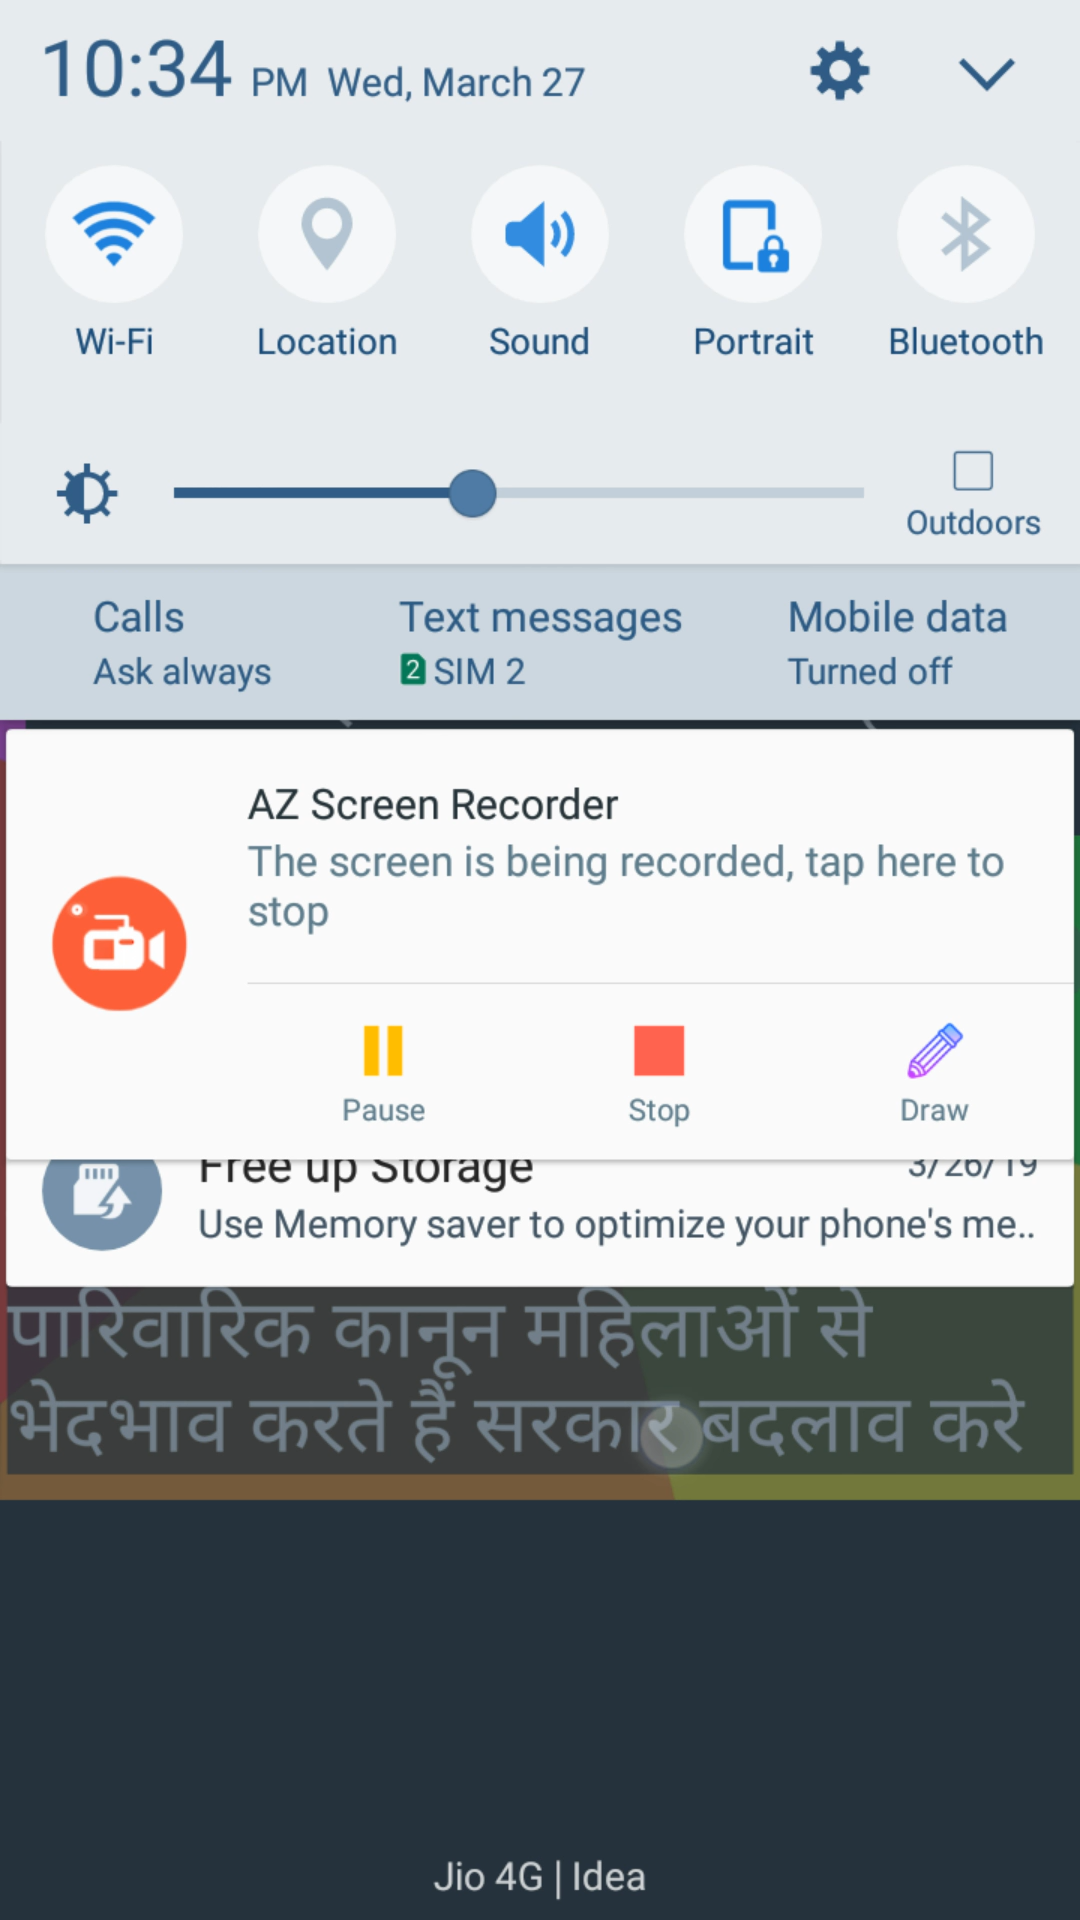 10:34 PM Wed, March 27
Wi-Fi Location Sound Portrait Bluetooth
Outdoors
Calls Text messages Mobile data
Ask always 2 SIM 2 Turned off
AZ Screen Recorder
The screen is being recorded, tap here to
stop
Pause Stop Draw
Free up Storage 3/26/19
Use Memory saver to optimize your phone's me..
पारिवारिक कानून महिलाओं से
भेदभाव करते हैं सरकार बदलाव करे
Jio 4G | Idea